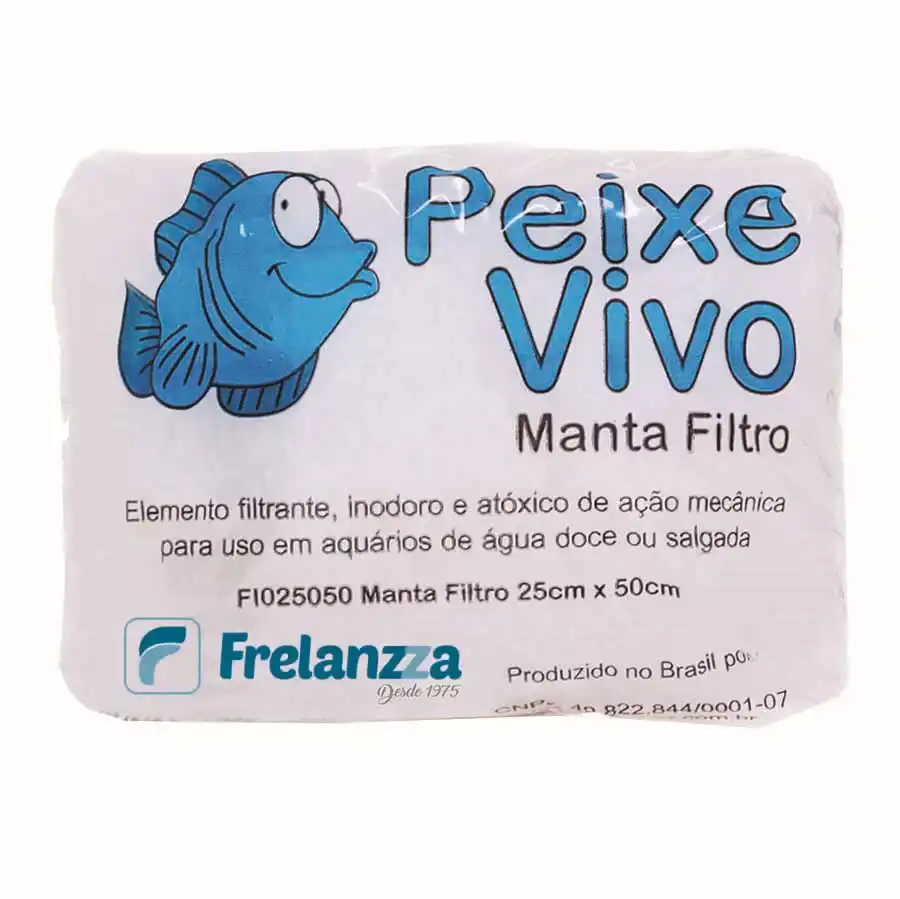 Peixe
Vivo
Manta Filtro
Elemento filtrante, inodoro e atóxico de ação mecânica
para uso em aquários de água doce ou salgada
FI025050 Manta Filtro 25cm x 50cm
Frelanzza
Desde 1975
Produzido no Brasil por
822.844/0001-07